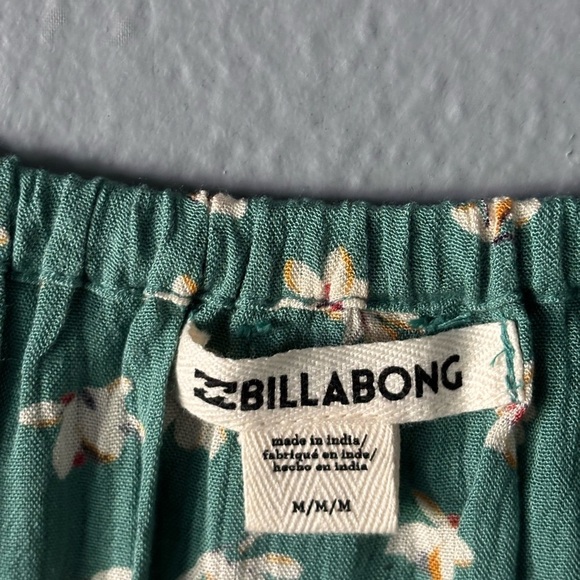 BILLABONG
made in india/
fabriqué en inde/
hecho en india
M/M/M